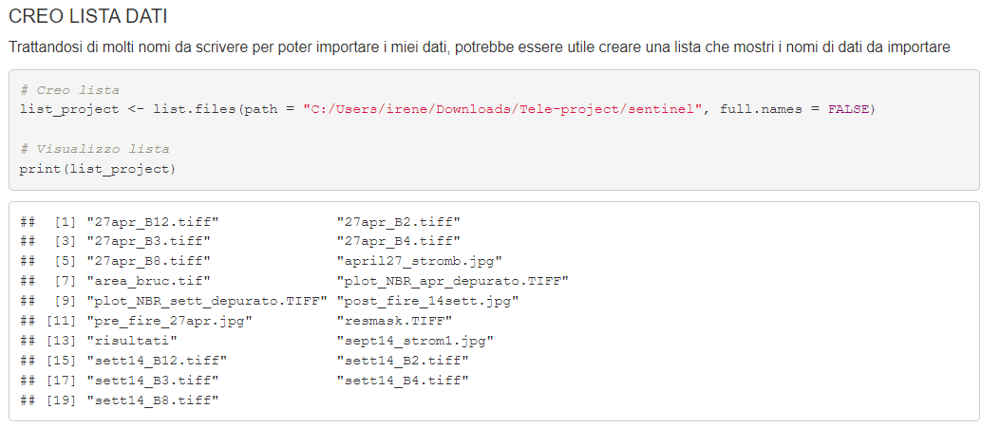 CREO LISTA DATI
Trattandosi di molti nomi da scrivere per poter importare i miei dati, potrebbe essere utile creare una lista che mostri i nomi di dati da importare
# Creo lista
list_project <- list.files(path = "C:/Users/irene/Downloads/Tele-project/sentinel", full.names = FALSE)
# Visualizzo lista
print(list_project)
##  [1] "27apr_B12.tiff"              "27apr_B2.tiff"
##  [3] "27apr_B3.tiff"               "27apr_B4.tiff"
##  [5] "27apr_B8.tiff"               "april27_stromb.jpg"
##  [7] "area_bruc.tif"               "plot_NBR_apr_depurato.TIFF"
##  [9] "plot_NBR_sett_depurato.TIFF" "post_fire_14sett.jpg"
## [11] "pre_fire_27apr.jpg"          "resmask.TIFF"
## [13] "risultati"                   "sept14_strom1.jpg"
## [15] "sett14_B12.tiff"             "sett14_B2.tiff"
## [17] "sett14_B3.tiff"              "sett14_B4.tiff"
## [19] "sett14_B8.tiff"